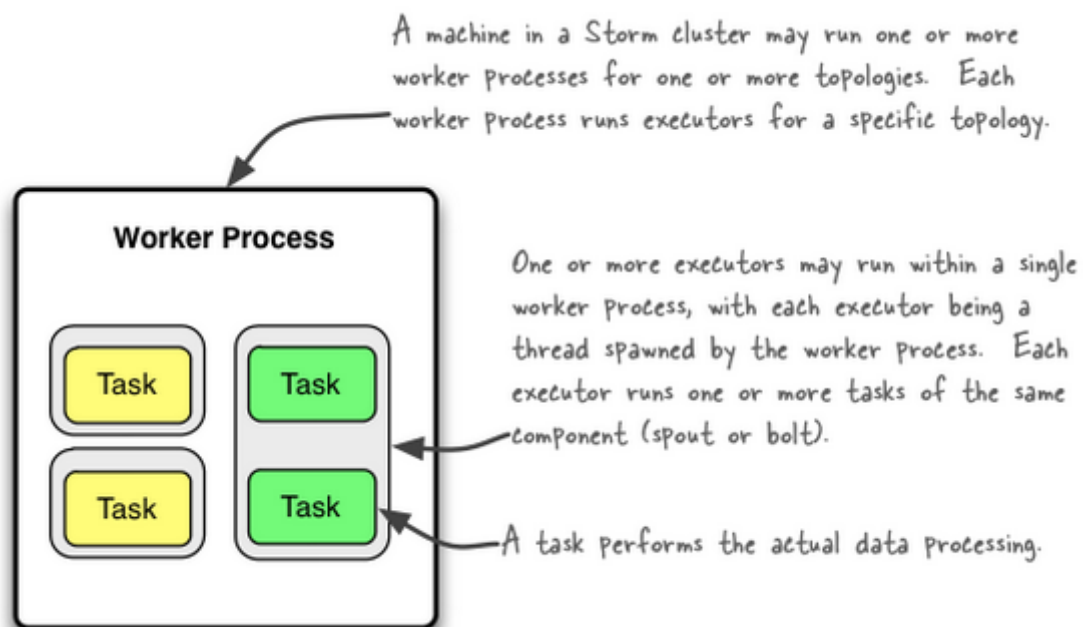 A machine in a Storm cluster may run one or more
worker processes for one or more topologies. Each
worker process runs executors for a specific topology.
Worker Process
One or more executors may run within a single
worker process, with each executor being a
thread spawned by the worker process. Each
executor runs one or more tasks of the same
component (spout or bolt).
Task
Task
Task
Task
A task performs the actual data processing.